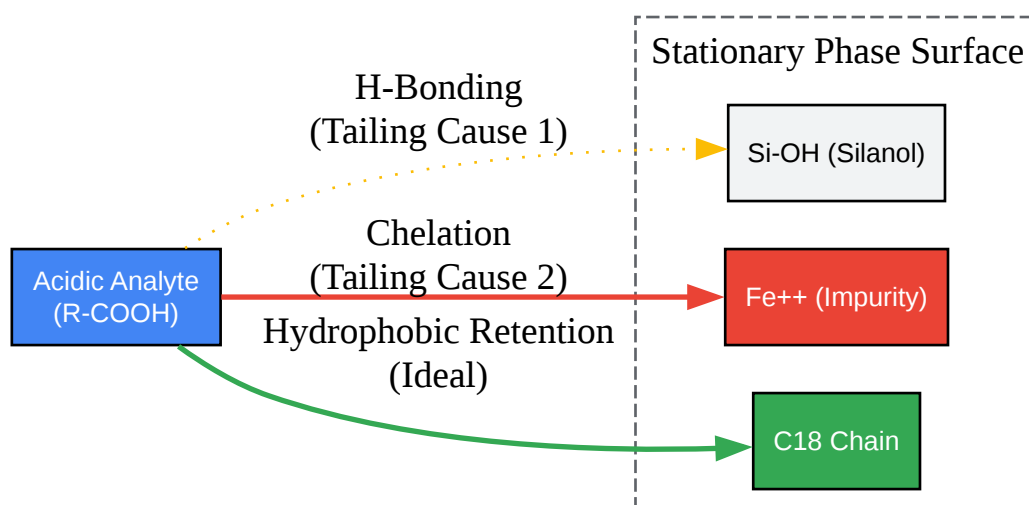 Stationary Phase Surface
H-Bonding
(Tailing Cause 1)
Si-OH (Silanol)
Chelation
(Tailing Cause 2)
Acidic Analyte
(R-COOH)
Fe++ (Impurity)
Hydrophobic Retention
(Ideal)
C18 Chain